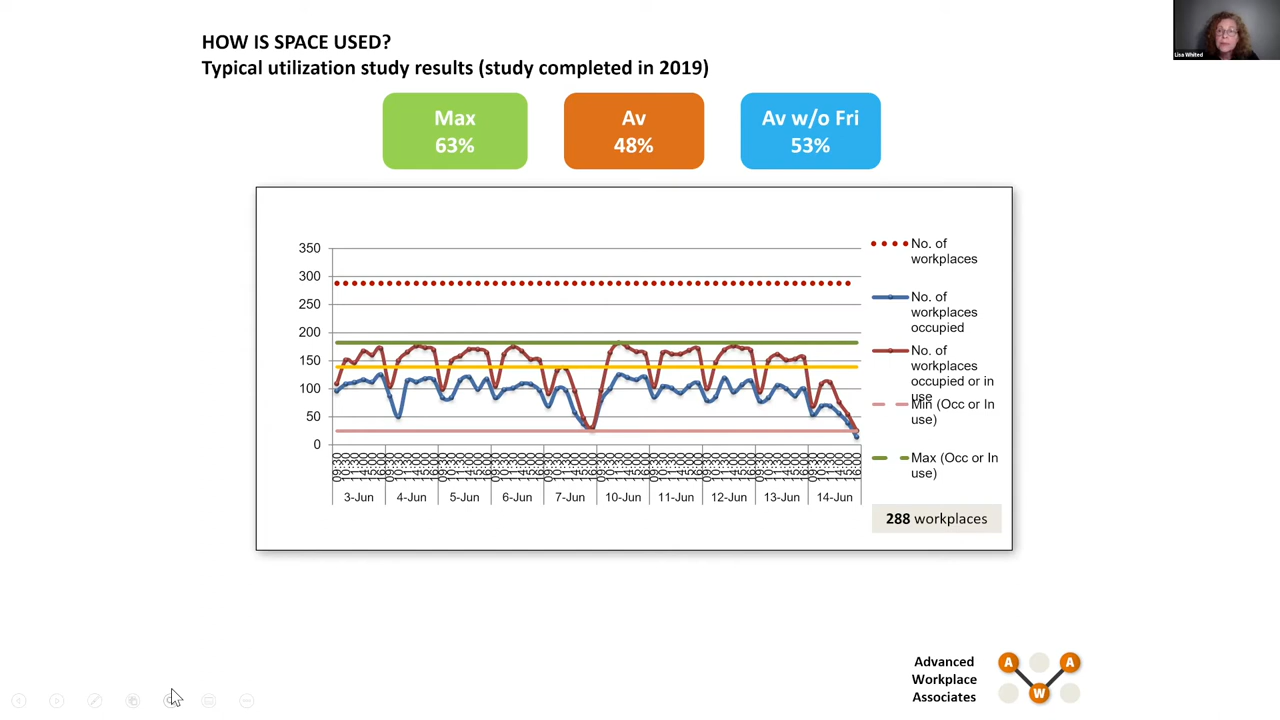 HOW IS SPACE USED?
Typical utilization study results (study completed in 2019)
Lisa Whited
Max
63%
Av
48%
Av w/o Fri
53%
350
300
250
200
150
100
50
0
3-Jun
4-Jun
5-Jun
6-Jun
7-Jun
10-Jun
11-Jun
12-Jun
13-Jun
14-Jun
No. of
workplaces
No. of
workplaces
occupied
No. of
workplaces
occupied or in
use
Min (Occ or In
use)
Max (Occ or In
use)
288 workplaces
Advanced
Workplace
Associates
A
W
A